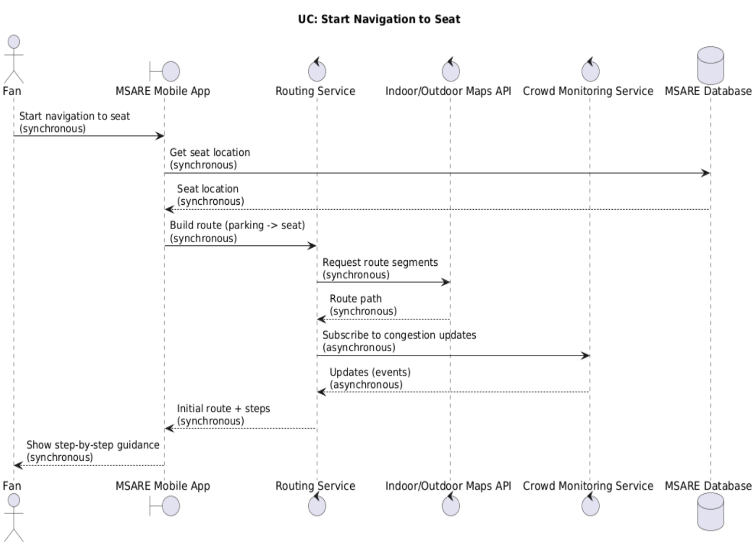 UC: Start Navigation to Seat
Fan
MSARE Mobile App
Routing Service
Indoor/Outdoor Maps API
Crowd Monitoring Service
MSARE Database
Start navigation to seat
(synchronous)
Get seat location
(synchronous)
Seat location
(synchronous)
Build route (parking -> seat)
(synchronous)
Request route segments
(synchronous)
Route path
(synchronous)
Subscribe to congestion updates
(asynchronous)
Updates (events)
(asynchronous)
Initial route + steps
(synchronous)
Show step-by-step guidance
(synchronous)
Fan
MSARE Mobile App
Routing Service
Indoor/Outdoor Maps API
Crowd Monitoring Service
MSARE Database